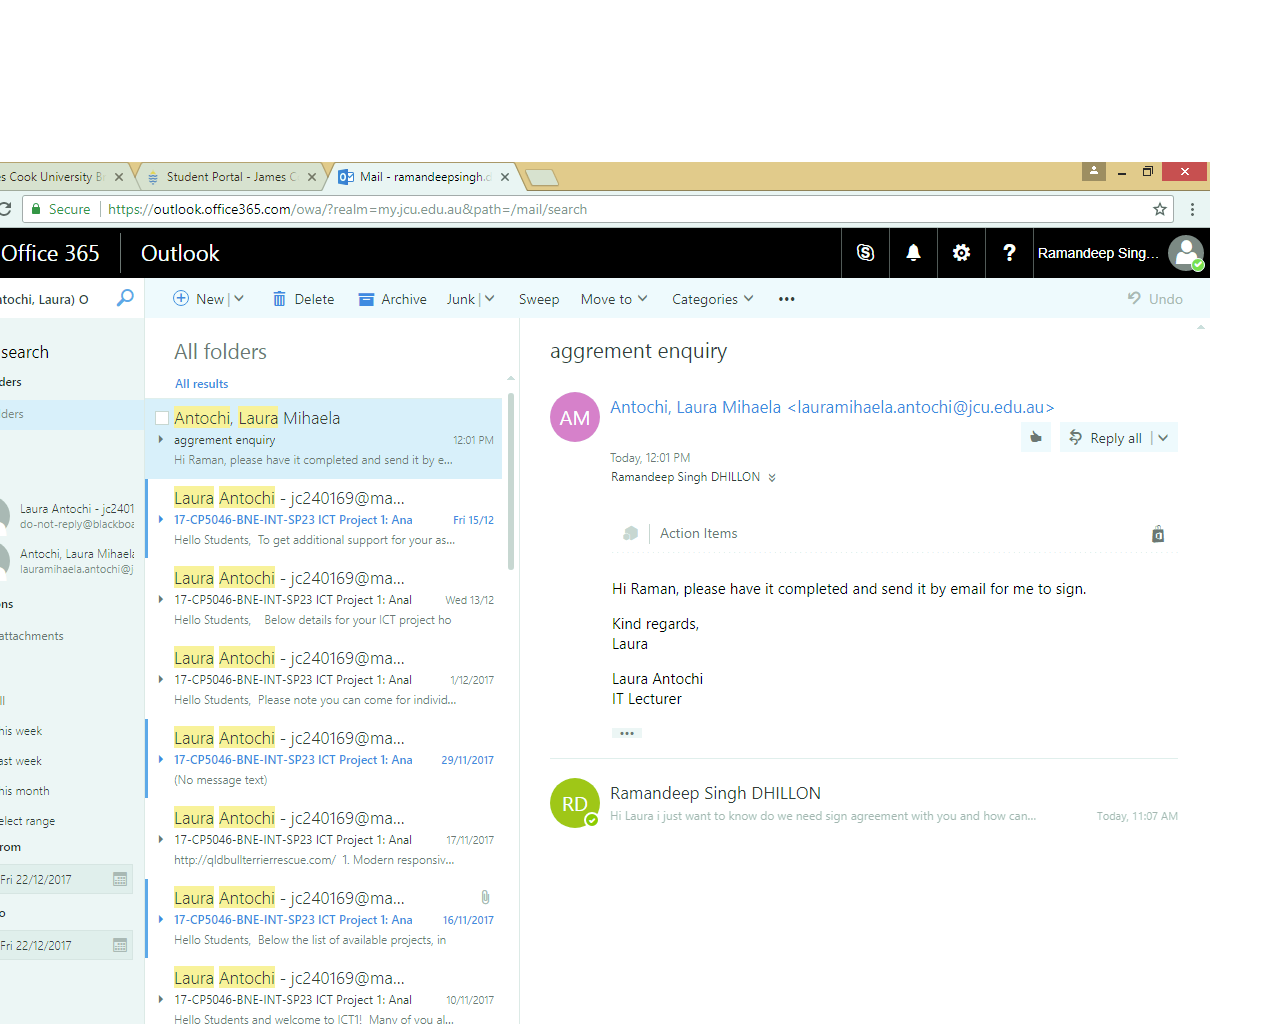 es Cook University B
Student Portal - James C
Mail - ramandeepsingh.d
Secure
https://outlook.office365.com/owa/?realm=my.jcu.edu.au&path=/mail/search
Office 365
Outlook
Ramandeep Sing...
tochi, Laura) O
New
Delete
Archive
Junk
Sweep
Move to
Categories
Undo
search
ders
ders
Laura Antochi - jc2401
do-not-reply@blackboa
Antochi, Laura Mihaela
lauramihaela.antochi@j
ons
attachments
ll
his week
ast week
his month
elect range
rom
Fri 22/12/2017
o
Fri 22/12/2017
All folders
All results
Antochi, Laura Mihaela
aggrement enquiry 12:01 PM
Hi Raman, please have it completed and send it by e...
Laura Antochi - jc240169@ma...
17-CP5046-BNE-INT-SP23 ICT Project 1: Ana Fri 15/12
Hello Students, To get additional support for your as...
Laura Antochi - jc240169@ma...
17-CP5046-BNE-INT-SP23 ICT Project 1: Anal Wed 13/12
Hello Students, Below details for your ICT project ho
Laura Antochi - jc240169@ma...
17-CP5046-BNE-INT-SP23 ICT Project 1: Anal 1/12/2017
Hello Students, Please note you can come for individ...
Laura Antochi - jc240169@ma...
17-CP5046-BNE-INT-SP23 ICT Project 1: Ana 29/11/2017
(No message text)
Laura Antochi - jc240169@ma...
17-CP5046-BNE-INT-SP23 ICT Project 1: Anal 17/11/2017
http://qldbullterrierrescue.com/ 1. Modern responsiv...
Laura Antochi - jc240169@ma...
17-CP5046-BNE-INT-SP23 ICT Project 1: Ana 16/11/2017
Hello Students, Below the list of available projects, in
Laura Antochi - jc240169@ma...
17-CP5046-BNE-INT-SP23 ICT Project 1: Anal 10/11/2017
Hello Students and welcome to ICT1! Many of you al...
aggrement enquiry
AM
Antochi, Laura Mihaela <lauramihaela.antochi@jcu.edu.au>
Reply all
Today, 12:01 PM
Ramandeep Singh DHILLON
Action Items
Hi Raman, please have it completed and send it by email for me to sign.
Kind regards,
Laura
Laura Antochi
IT Lecturer
RD
Ramandeep Singh DHILLON
Hi Laura i just want to know do we need sign agreement with you and how can... Today, 11:07 AM